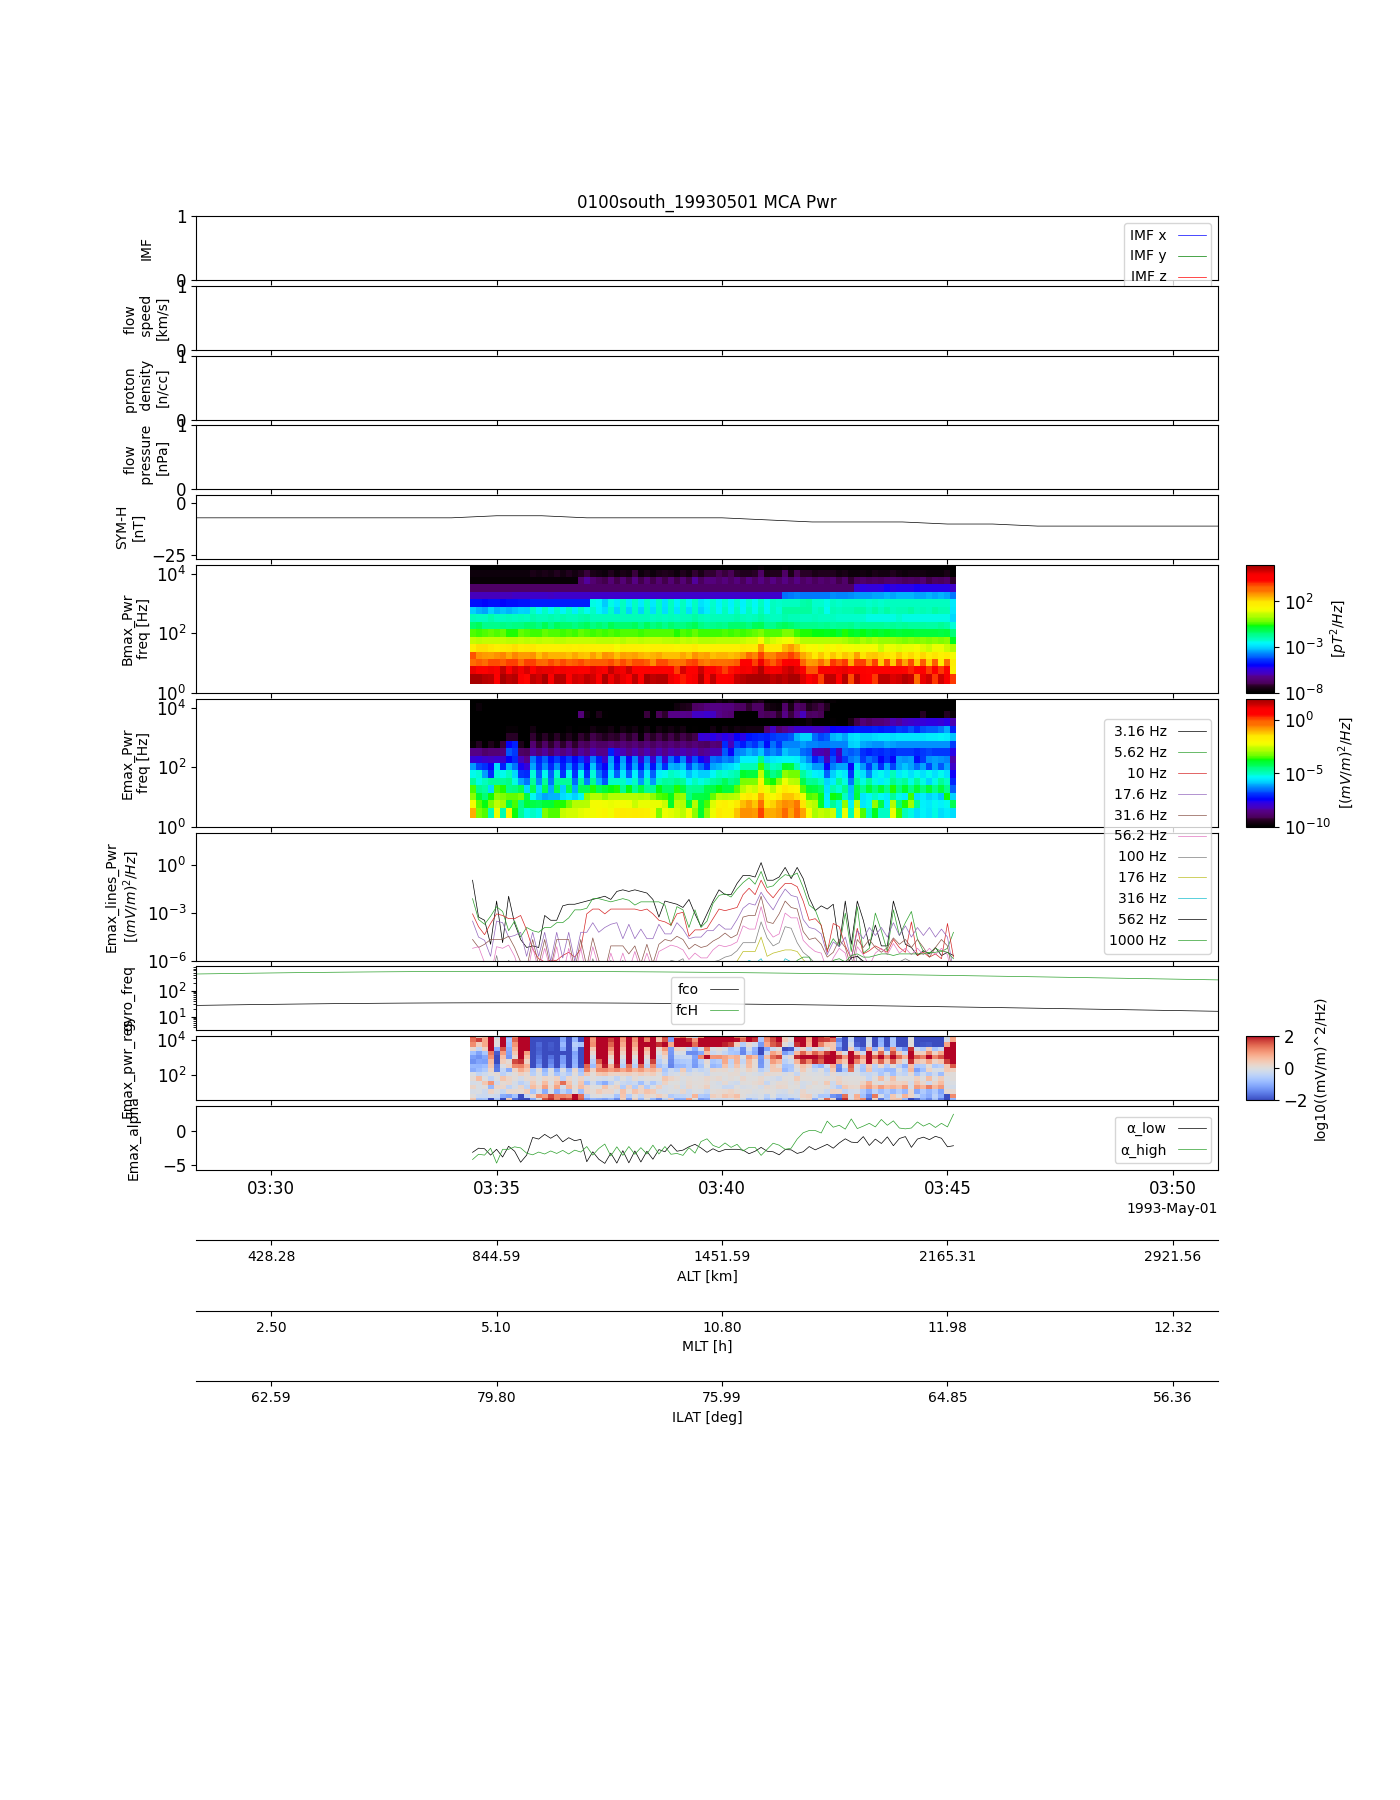 0100south_19930501 MCA Pwr
1
0
IMF
IMF x
IMF y
IMF z
1
0
flow
speed
[km/s]
1
0
proton
density
[n/cc]
1
0
flow
pressure
[nPa]
0
−25
SYM-H
[nT]
10^4
10^2
10^0
Bmax_Pwr
freq [Hz]
10^2
10^−3
10^−8
[pT^2/Hz]
10^4
10^2
10^0
Emax_Pwr
freq [Hz]
10^0
10^−5
10^−10
[(mV/m)^2/Hz]
3.16 Hz
5.62 Hz
10 Hz
17.6 Hz
31.6 Hz
56.2 Hz
100 Hz
176 Hz
316 Hz
562 Hz
1000 Hz
10^0
10^−3
10^−6
Emax_lines_Pwr
[(mV/m)^2/Hz]
10^2
10^1
gyro_freq
fco
fcH
10^4
10^2
Emax_pwr_res
2
0
−2
log10((mV/m)^2/Hz)
0
−5
Emax_alpha
α_low
α_high
03:30 03:35 03:40 03:45 03:50
1993-May-01
428.28 844.59 1451.59 2165.31 2921.56
ALT [km]
2.50 5.10 10.80 11.98 12.32
MLT [h]
62.59 79.80 75.99 64.85 56.36
ILAT [deg]